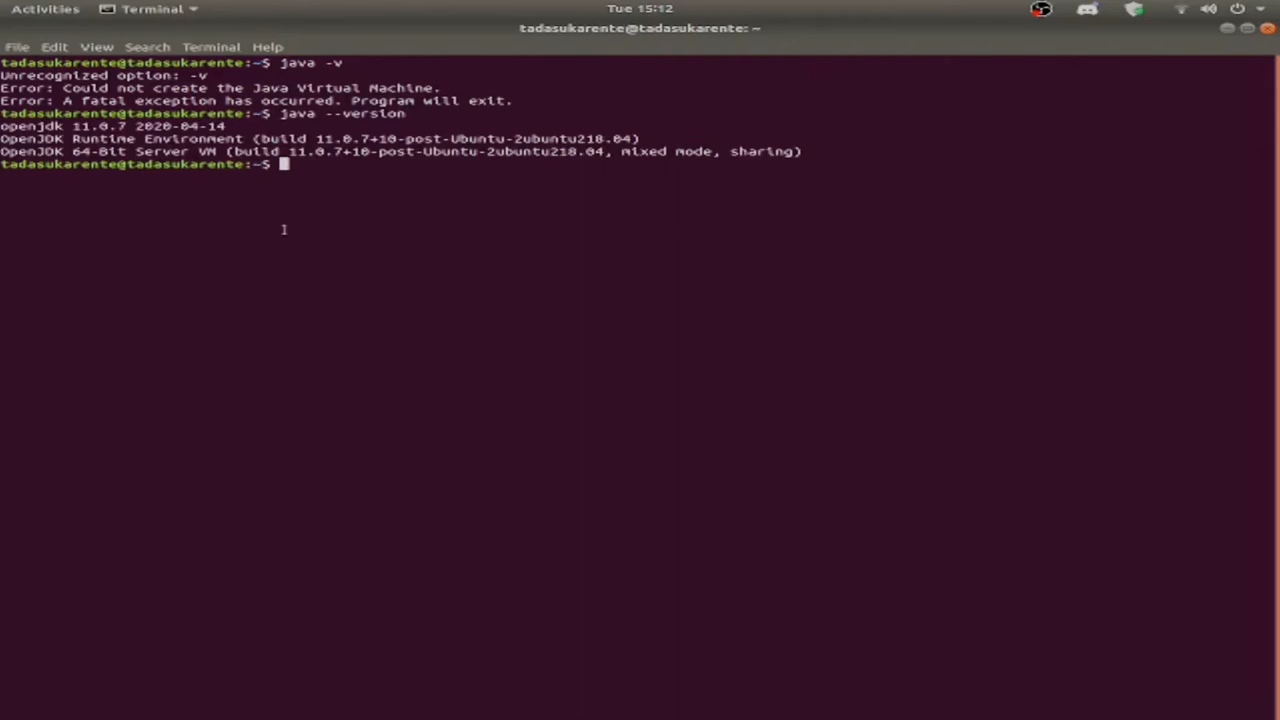 Activities Terminal Tue 15:12
tadasukarente@tadasukarente: ~
File Edit View Search Terminal Help
tadasukarente@tadasukarente:~$ java -v
Unrecognized option: -v
Error: Could not create the Java Virtual Machine.
Error: A fatal exception has occurred. Program will exit.
tadasukarente@tadasukarente:~$ java --version
openjdk 11.0.7 2020-04-14
OpenJDK Runtime Environment (build 11.0.7+10-post-Ubuntu-2ubuntu218.04)
OpenJDK 64-Bit Server VM (build 11.0.7+10-post-Ubuntu-2ubuntu218.04, mixed mode, sharing)
tadasukarente@tadasukarente:~$